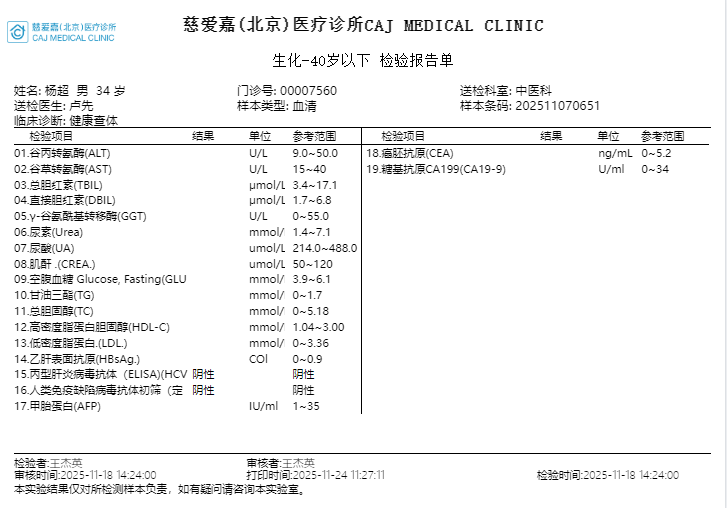 慈爱嘉(北京)医疗诊所
CAJ MEDICAL CLINIC
慈爱嘉(北京)医疗诊所CAJ MEDICAL CLINIC
生化-40岁以下 检验报告单
姓名: 杨超 男 34 岁 门诊号: 00007560 送检科室: 中医科
送检医生: 卢先 样本类型: 血清 样本条码: 202511070651
临床诊断: 健康查体
检验项目 结果 单位 参考范围 检验项目 结果 单位 参考范围
01.谷丙转氨酶(ALT) U/L 9.0~50.0 18.癌胚抗原(CEA) ng/mL 0~5.2
02.谷草转氨酶(AST) U/L 15~40 19.糖基抗原CA199(CA19-9) U/ml 0~34
03.总胆红素(TBIL) μmol/L 3.4~17.1
04.直接胆红素(DBIL) μmol/L 1.7~6.8
05.γ-谷氨酰基转移酶(GGT) U/L 0~55.0
06.尿素(Urea) mmol/ 1.4~7.1
07.尿酸(UA) umol/L 214.0~488.0
08.肌酐 .(CREA.) umol/L 50~120
09.空腹血糖 Glucose, Fasting(GLU mmol/ 3.9~6.1
10.甘油三酯(TG) mmol/ 0~1.7
11.总胆固醇(TC) mmol/ 0~5.18
12.高密度脂蛋白胆固醇(HDL-C) mmol/ 1.04~3.00
13.低密度脂蛋白.(LDL.) mmol/ 0~3.36
14.乙肝表面抗原(HBsAg.) COl 0~0.9
15.丙型肝炎病毒抗体 (ELISA)(HCV 阴性 阴性
16.人类免疫缺陷病毒抗体初筛（定 阴性 阴性
17.甲胎蛋白(AFP) IU/ml 1~35
检验者:王杰英 审核者:王杰英
审核时间:2025-11-18 14:24:00 打印时间:2025-11-24 11:27:11 检验时间:2025-11-18 14:24:00
本实验结果仅对所检测样本负责，如有疑问请咨询本实验室。